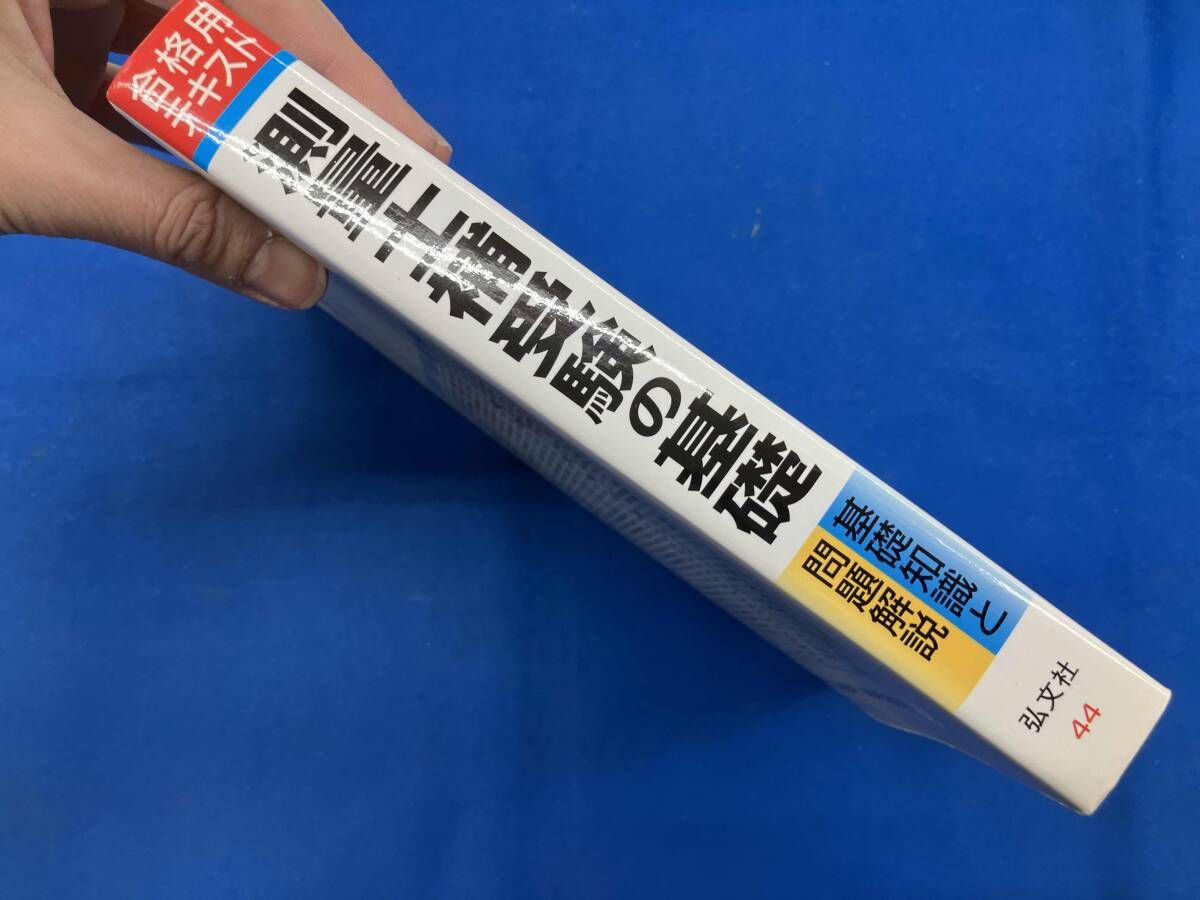 合格用
テキスト
測量士補受験の基礎
基礎知識と
問題解説
弘文社
44